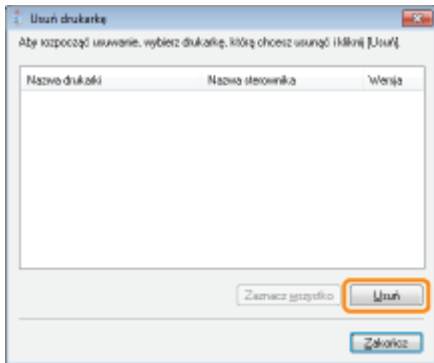 Usuń drukarkę
Aby rozpocząć usuwanie, wybierz drukarkę, którą chcesz usunąć i kliknij [Usuń].
Nazwa drukarki Nazwa sterownika Wersja
Zaznacz wszystko Usuń
Zakończ